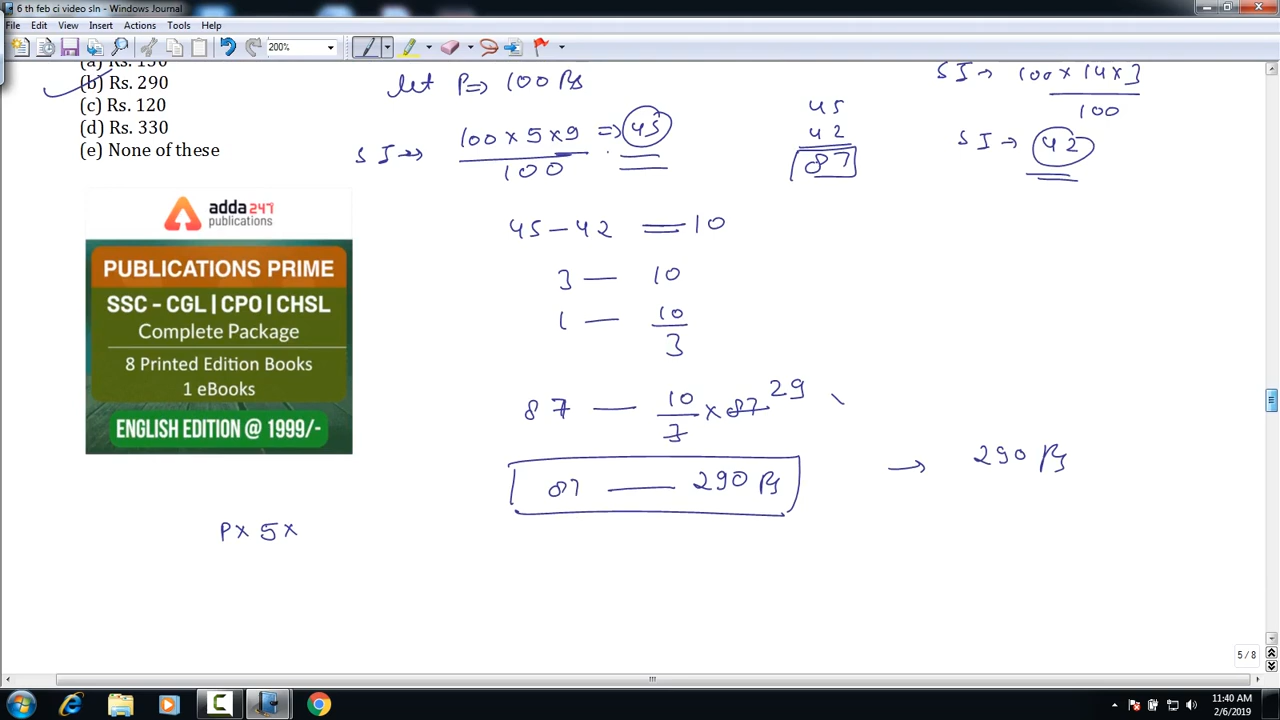 6 th feb ci video sln - Windows Journal
File Edit View Insert Actions Tools Help
200%
(a) Rs. 150
(b) Rs. 290
(c) Rs. 120
(d) Rs. 330
(e) None of these
let P⇒ 100 Rs
SI→ 100×5×9/100 ⇒ 45
45
42
87
SI→ 100×14×3/100
SI→ 42
45-42 = 10
3 — 10
1 — 10/3
87 — 10/3 × 87 29
87 — 290 Rs
→ 290 Rs
P× 5×
adda247
publications
PUBLICATIONS PRIME
SSC - CGL | CPO | CHSL
Complete Package
8 Printed Edition Books
1 eBooks
ENGLISH EDITION @ 1999/-
5 / 8
11:40 AM
2/6/2019